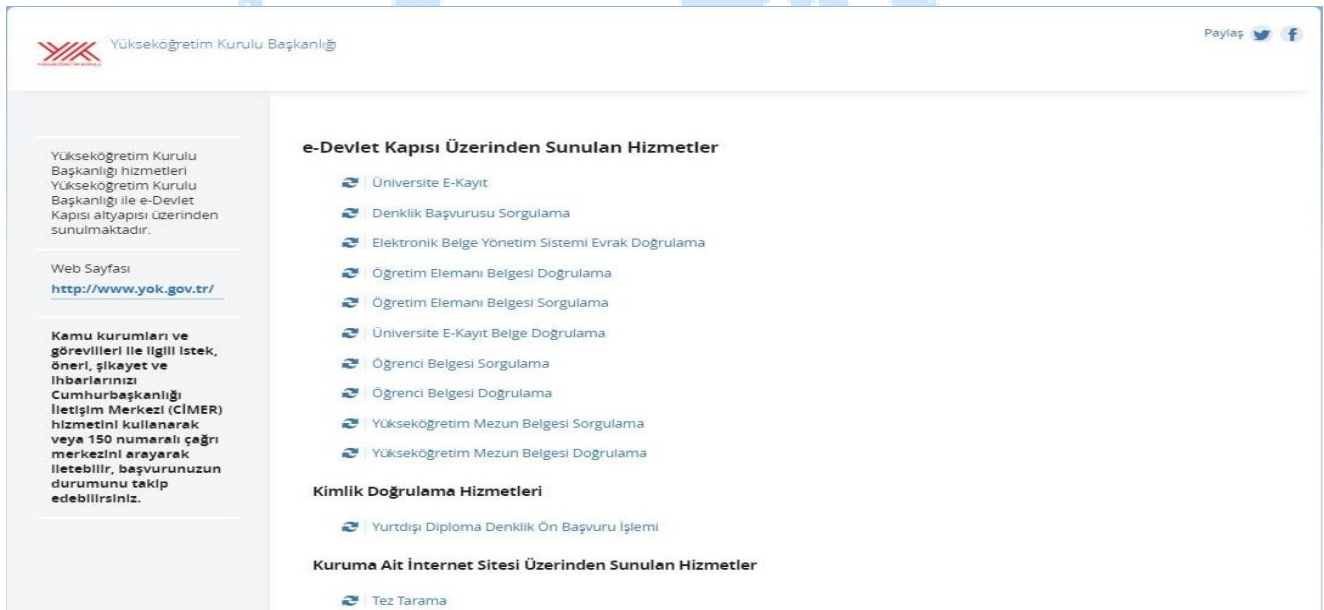 Yükseköğretim Kurulu Başkanlığı
Paylaş
YÜKSEKÖĞRETİM KURULU
Yükseköğretim Kurulu
Başkanlığı hizmetleri
Yükseköğretim Kurulu
Başkanlığı ile e-Devlet
Kapısı altyapısı üzerinden
sunulmaktadır.
Web Sayfası
http://www.yok.gov.tr/
Kamu kurumları ve
görevlileri ile ilgili istek,
öneri, şikayet ve
ihbarlarınızı
Cumhurbaşkanlığı
İletişim Merkezi (CİMER)
hizmetini kullanarak
veya 150 numaralı çağrı
merkezini arayarak
iletebilir, başvurunuzun
durumunu takip
edebilirsiniz.
e-Devlet Kapısı Üzerinden Sunulan Hizmetler
Üniversite E-Kayıt
Denklik Başvurusu Sorgulama
Elektronik Belge Yönetim Sistemi Evrak Doğrulama
Öğretim Elemanı Belgesi Doğrulama
Öğretim Elemanı Belgesi Sorgulama
Üniversite E-Kayıt Belge Doğrulama
Öğrenci Belgesi Sorgulama
Öğrenci Belgesi Doğrulama
Yükseköğretim Mezun Belgesi Sorgulama
Yükseköğretim Mezun Belgesi Doğrulama
Kimlik Doğrulama Hizmetleri
Yurtdışı Diploma Denklik Ön Başvuru İşlemi
Kuruma Ait İnternet Sitesi Üzerinden Sunulan Hizmetler
Tez Tarama